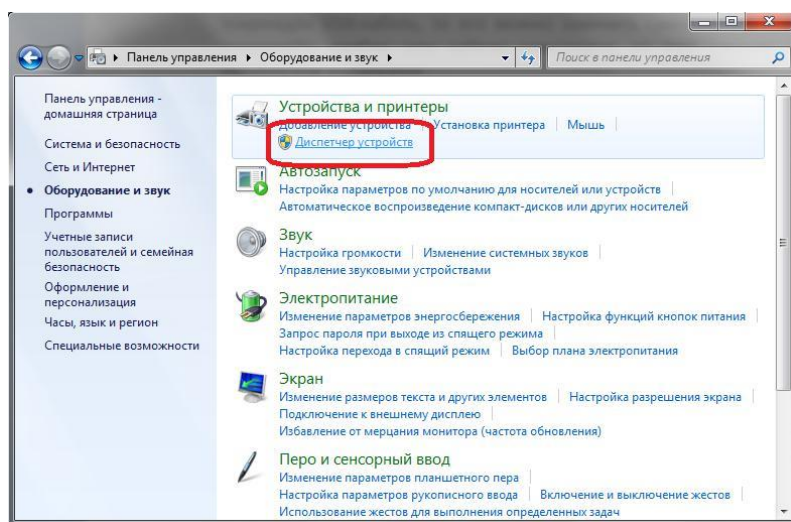 Панель управления ▸ Оборудование и звук ▸
Поиск в панели управления
Панель управления -
домашняя страница
Система и безопасность
Сеть и Интернет
• Оборудование и звук
Программы
Учетные записи
пользователей и семейная
безопасность
Оформление и
персонализация
Часы, язык и регион
Специальные возможности
Устройства и принтеры
Добавление устройства | Установка принтера | Мышь |
Диспетчер устройств
Автозапуск
Настройка параметров по умолчанию для носителей или устройств |
Автоматическое воспроизведение компакт-дисков или других носителей
Звук
Настройка громкости | Изменение системных звуков |
Управление звуковыми устройствами
Электропитание
Изменение параметров энергосбережения | Настройка функций кнопок питания |
Запрос пароля при выходе из спящего режима |
Настройка перехода в спящий режим | Выбор плана электропитания
Экран
Изменение размеров текста и других элементов | Настройка разрешения экрана |
Подключение к внешнему дисплею |
Избавление от мерцания монитора (частота обновления)
Перо и сенсорный ввод
Изменение параметров планшетного пера |
Настройка параметров рукописного ввода | Включение и выключение жестов |
Использование жестов для выполнения определенных задач